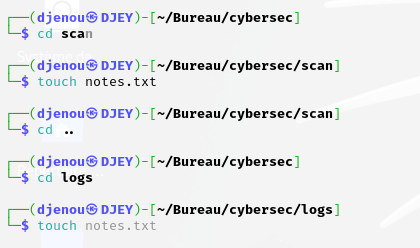 ┌──(djenou㉿DJEY)-[~/Bureau/cybersec]
└─$ cd scan
┌──(djenou㉿DJEY)-[~/Bureau/cybersec/scan]
└─$ touch notes.txt
┌──(djenou㉿DJEY)-[~/Bureau/cybersec/scan]
└─$ cd ..
┌──(djenou㉿DJEY)-[~/Bureau/cybersec]
└─$ cd logs
┌──(djenou㉿DJEY)-[~/Bureau/cybersec/logs]
└─$ touch notes.txt